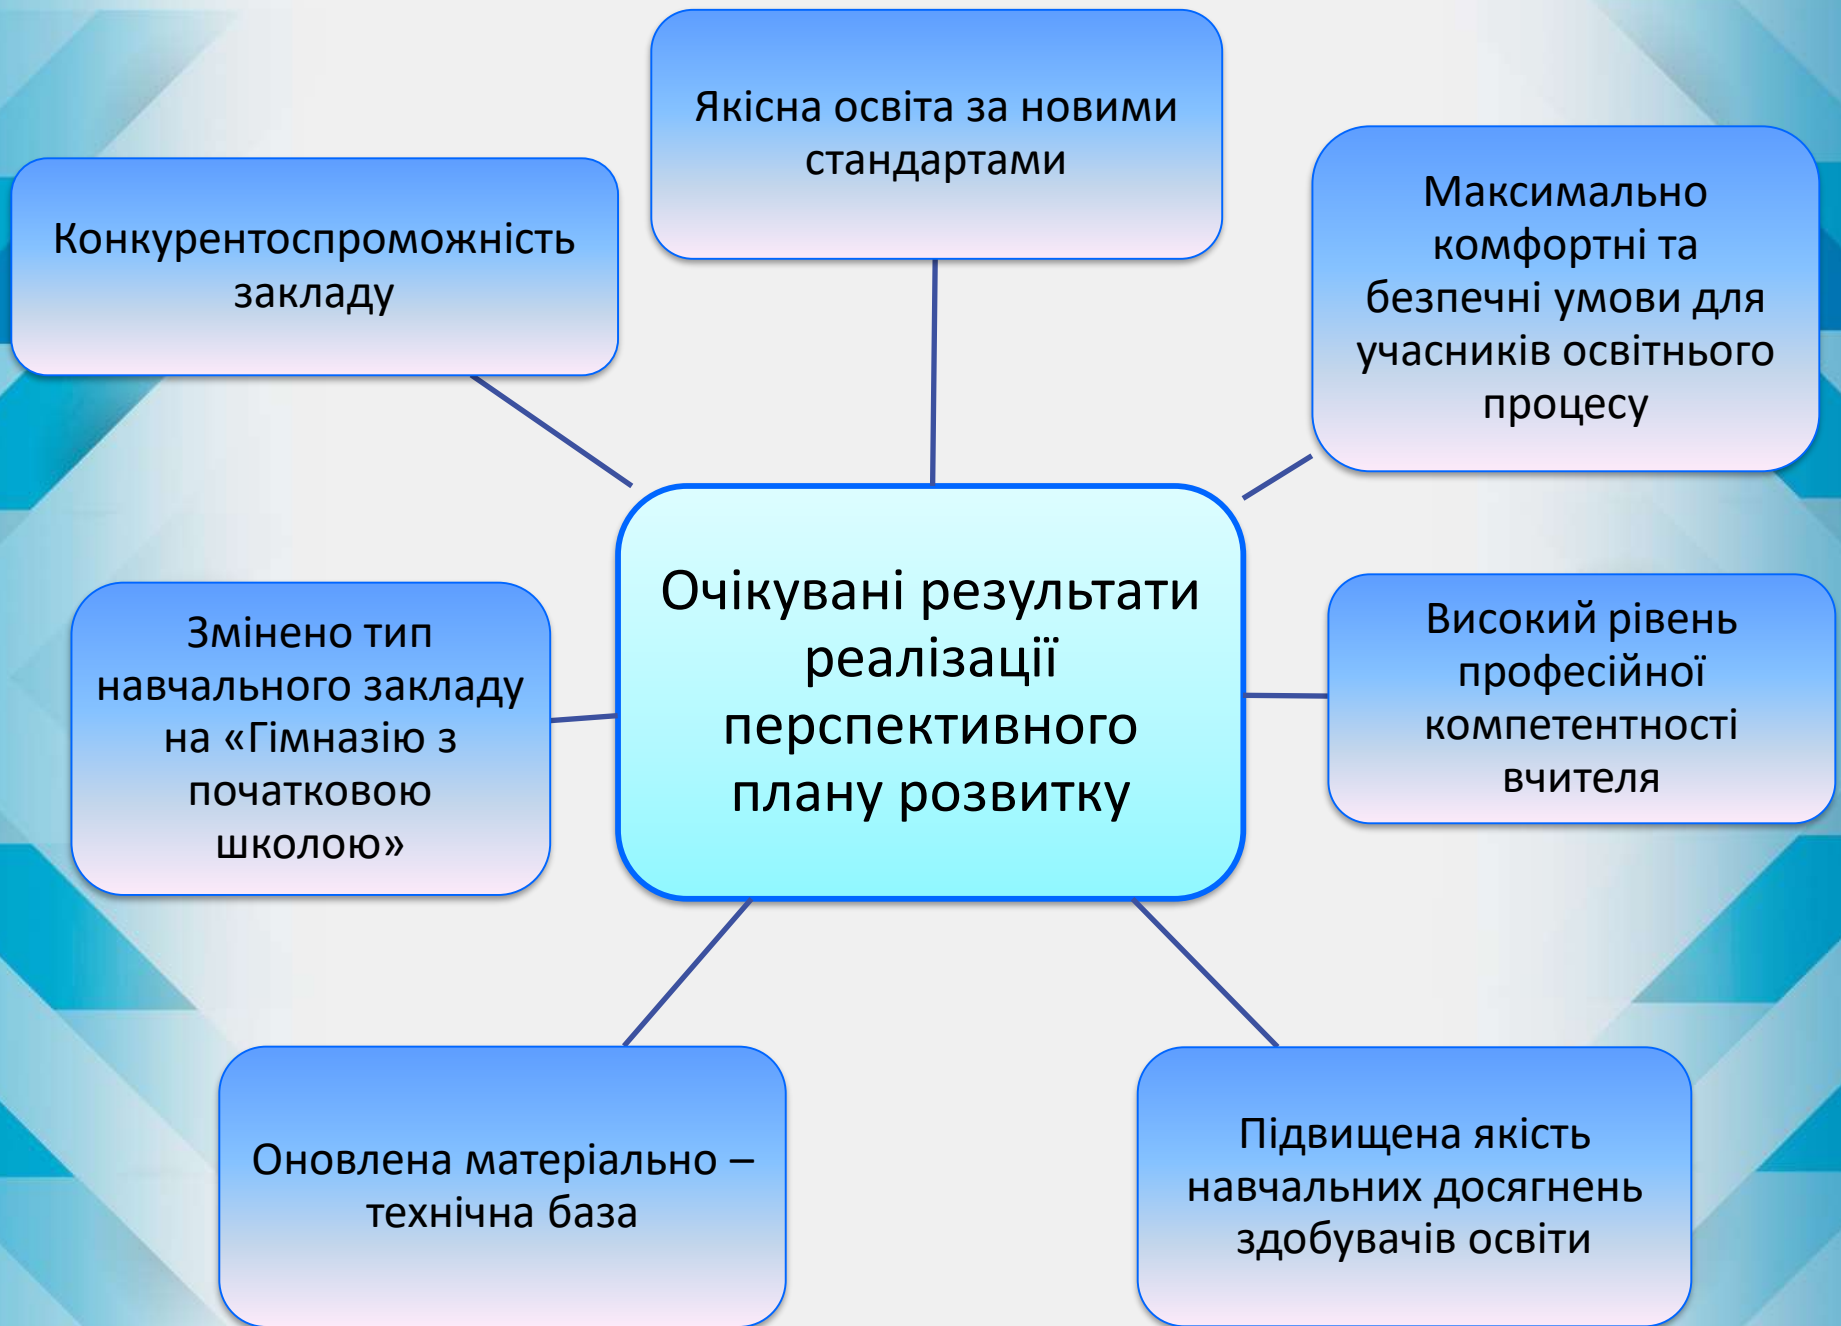 Якісна освіта за новими
стандартами
Конкурентоспроможність
закладу
Максимально
комфортні та
безпечні умови для
учасників освітнього
процесу
Очікувані результати
реалізації
перспективного
плану розвитку
Змінено тип
навчального закладу
на «Гімназію з
початковою
школою»
Високий рівень
професійної
компетентності
вчителя
Оновлена матеріально –
технічна база
Підвищена якість
навчальних досягнень
здобувачів освіти